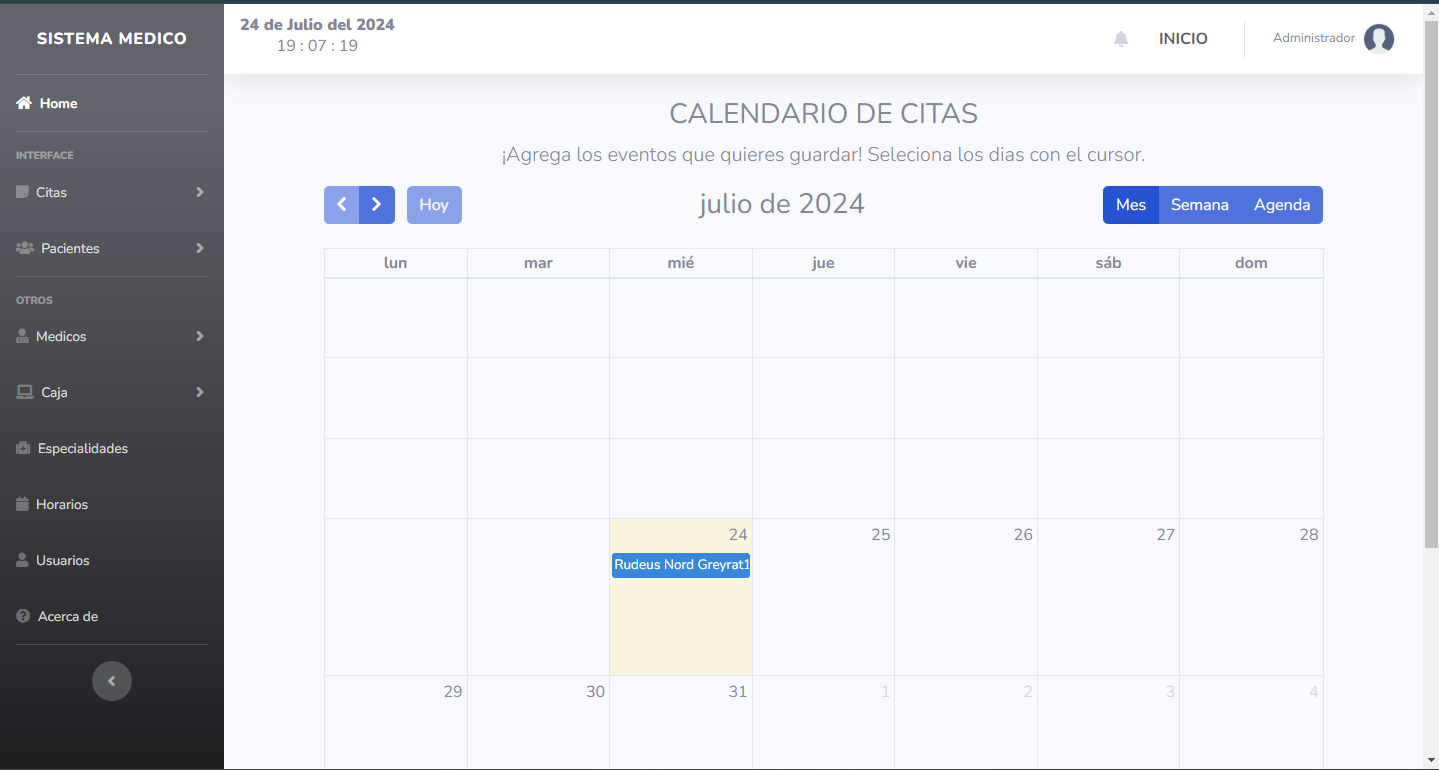 SISTEMA MEDICO
Home
INTERFACE
Citas
Pacientes
OTROS
Medicos
Caja
Especialidades
Horarios
Usuarios
Acerca de
24 de Julio del 2024
19 : 07 : 19
INICIO
Administrador
CALENDARIO DE CITAS
¡Agrega los eventos que quieres guardar! Seleciona los dias con el cursor.
Hoy
julio de 2024
Mes Semana Agenda
lun mar mié jue vie sáb dom
24 25 26 27 28
Rudeus Nord Greyrat1
29 30 31 1 2 3 4